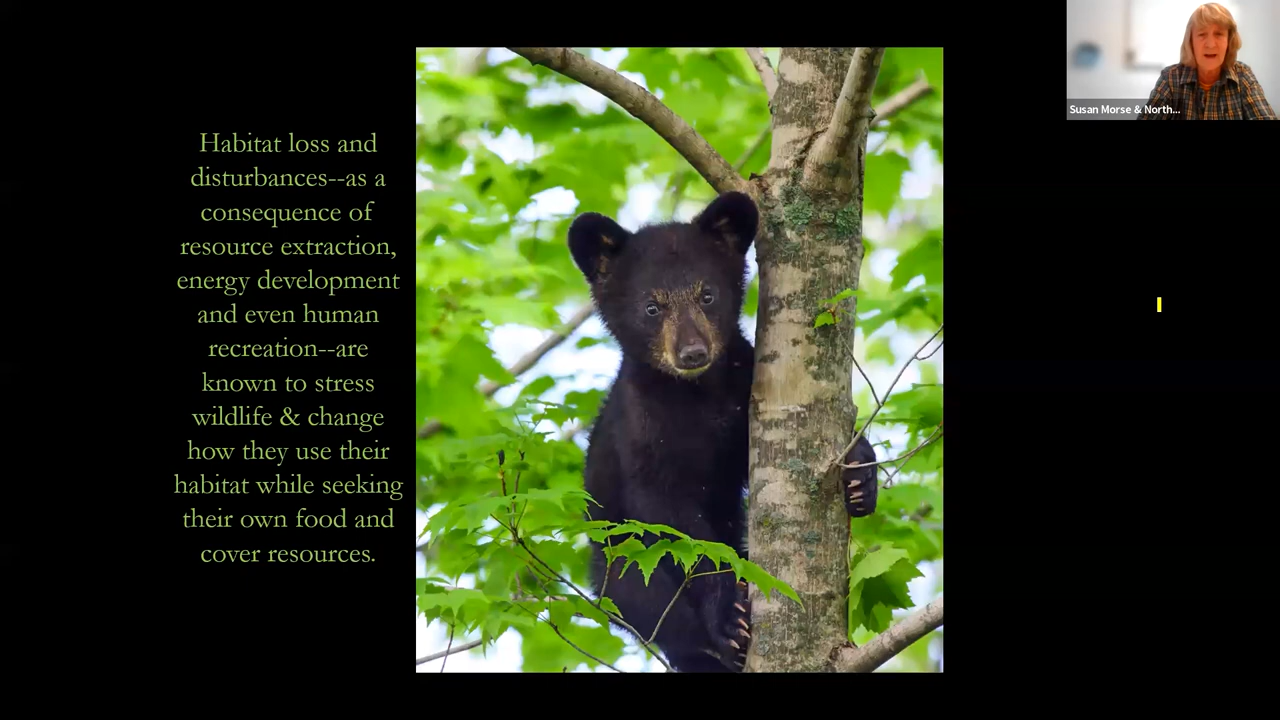 Habitat loss and
disturbances--as a
consequence of
resource extraction,
energy development
and even human
recreation--are
known to stress
wildlife & change
how they use their
habitat while seeking
their own food and
cover resources.
Susan Morse & North...